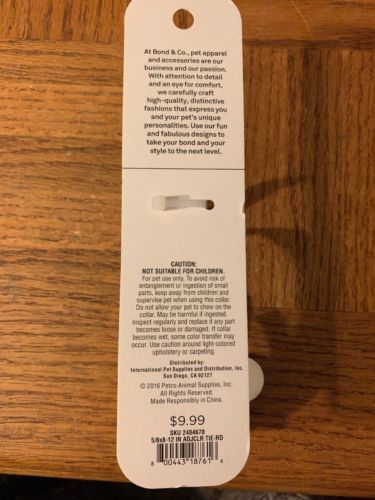 At Bond & Co., pet apparel
and accessories are our
business and our passion.
With attention to detail
and an eye for comfort,
we carefully craft
high-quality, distinctive
fashions that express you
and your pet's unique
personalities. Use our fun
and fabulous designs to
take your bond and your
style to the next level.
CAUTION:
NOT SUITABLE FOR CHILDREN.
For pet use only. To avoid risk of
entanglement or ingestion of small
parts, keep away from children and
supervise pet when using this collar.
Do not allow your pet to chew on the
collar. May be harmful if ingested.
Inspect regularly and replace if any part
becomes loose or damaged. If collar
becomes wet, some color transfer may
occur. Use caution around light-colored
upholstery or carpeting.
Distributed by:
International Pet Supplies and Distribution, Inc.
San Diego, CA 92127
© 2016 Petco Animal Supplies, Inc.
All Rights Reserved.
Made Responsibly in China.
$9.99
SKU 2484678
5/8x8-12 IN ADJCLR TIE-RD
8 00443 18761 6